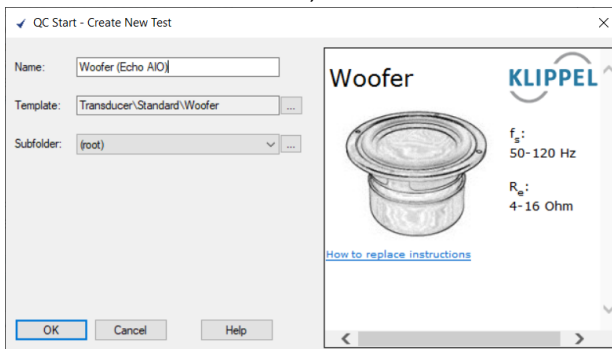 QC Start - Create New Test
Name:
Woofer (Echo AIO)
Template:
Transducer\Standard\Woofer
...
Subfolder:
(root)
...
OK
Cancel
Help
Woofer
KLIPPEL
fs:
50-120 Hz
Re:
4-16 Ohm
How to replace instructions